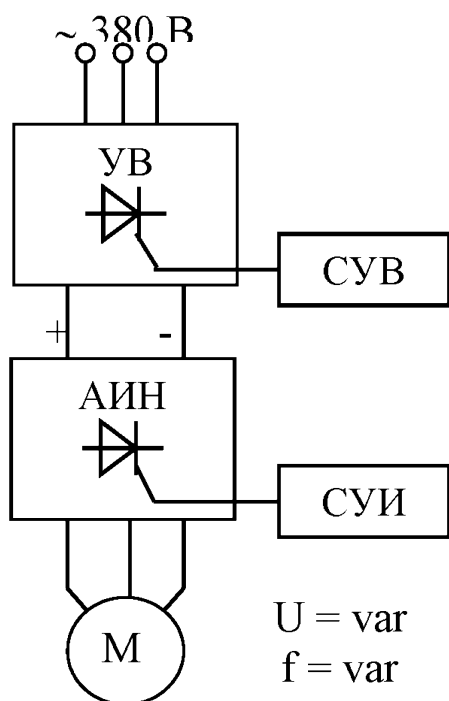 ~ 380 В
УВ
СУВ
+ -
АИН
СУИ
М
U = var
f = var